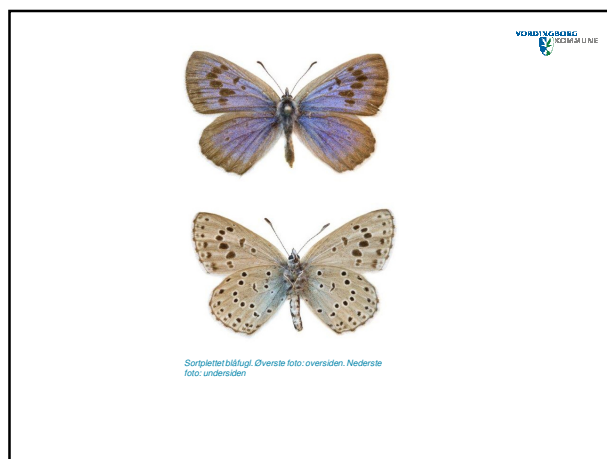 VORDINGBORG
KOMMUNE
Sortplettet blåfugl. Øverste foto: oversiden. Nederste
foto: undersiden